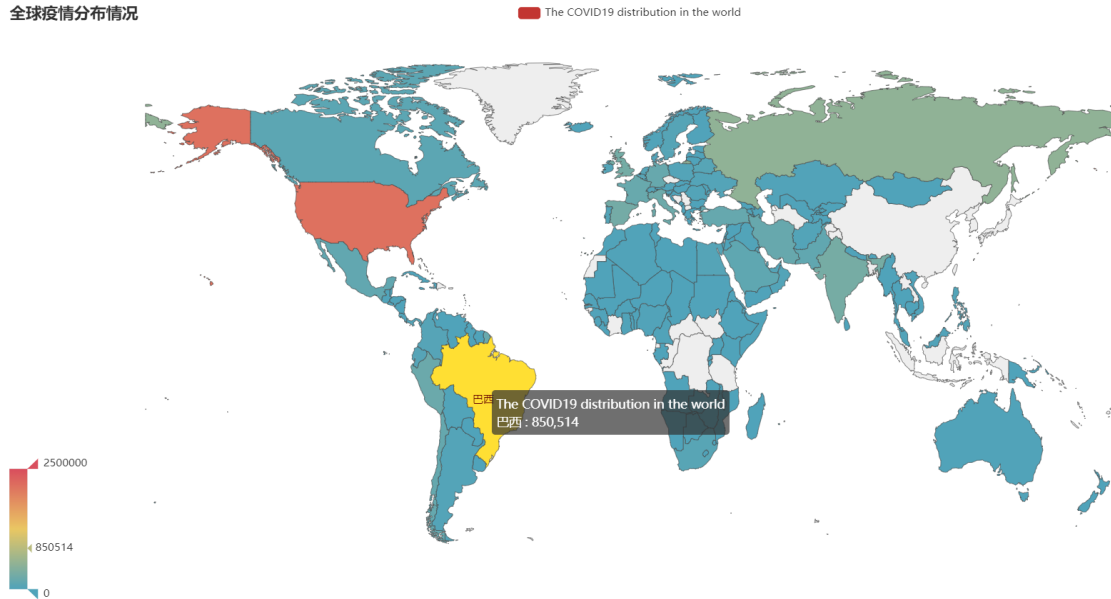 全球疫情分布情况
The COVID19 distribution in the world
巴西
The COVID19 distribution in the world
巴西 : 850,514
2500000
850514
0